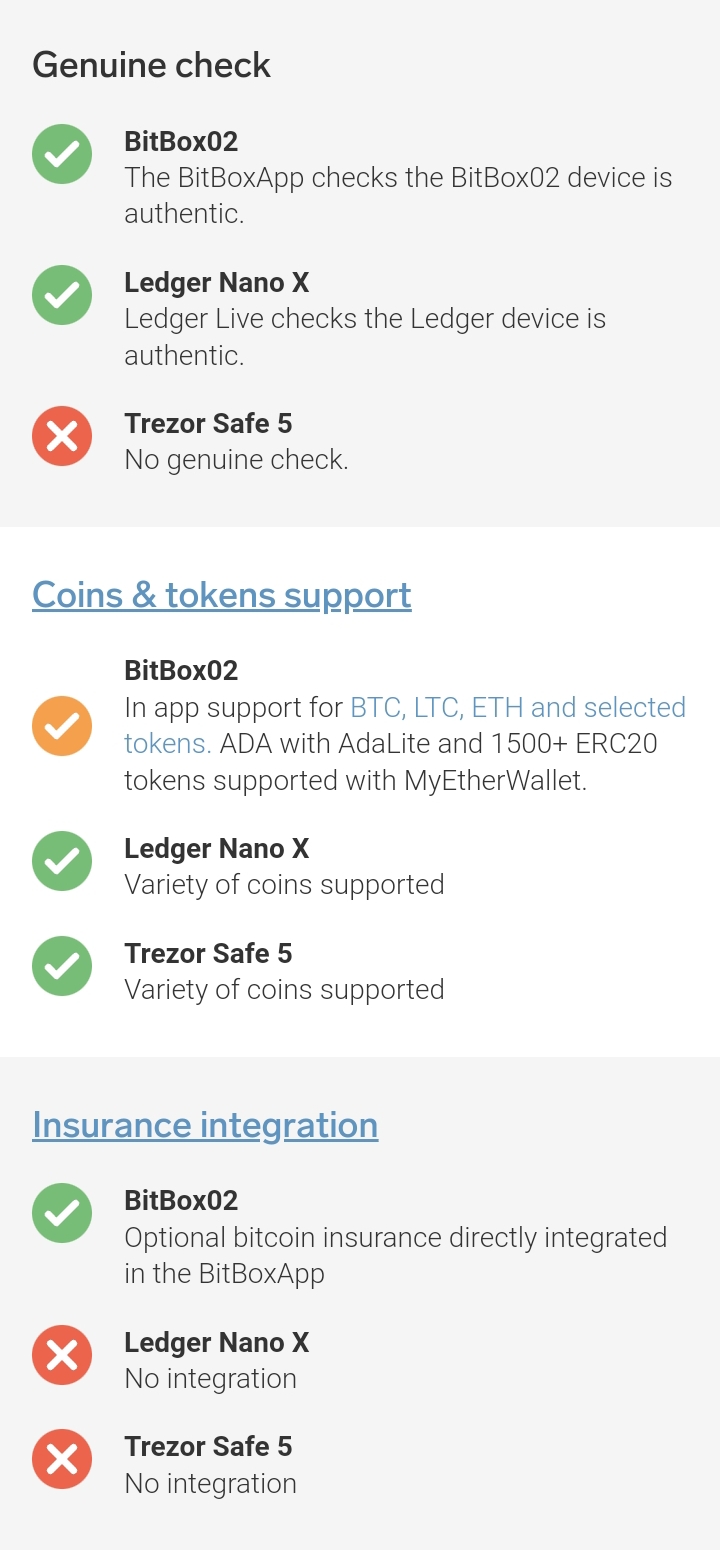 Genuine check
BitBox02
The BitBoxApp checks the BitBox02 device is
authentic.
Ledger Nano X
Ledger Live checks the Ledger device is
authentic.
Trezor Safe 5
No genuine check.
Coins & tokens support
BitBox02
In app support for BTC, LTC, ETH and selected
tokens. ADA with AdaLite and 1500+ ERC20
tokens supported with MyEtherWallet.
Ledger Nano X
Variety of coins supported
Trezor Safe 5
Variety of coins supported
Insurance integration
BitBox02
Optional bitcoin insurance directly integrated
in the BitBoxApp
Ledger Nano X
No integration
Trezor Safe 5
No integration